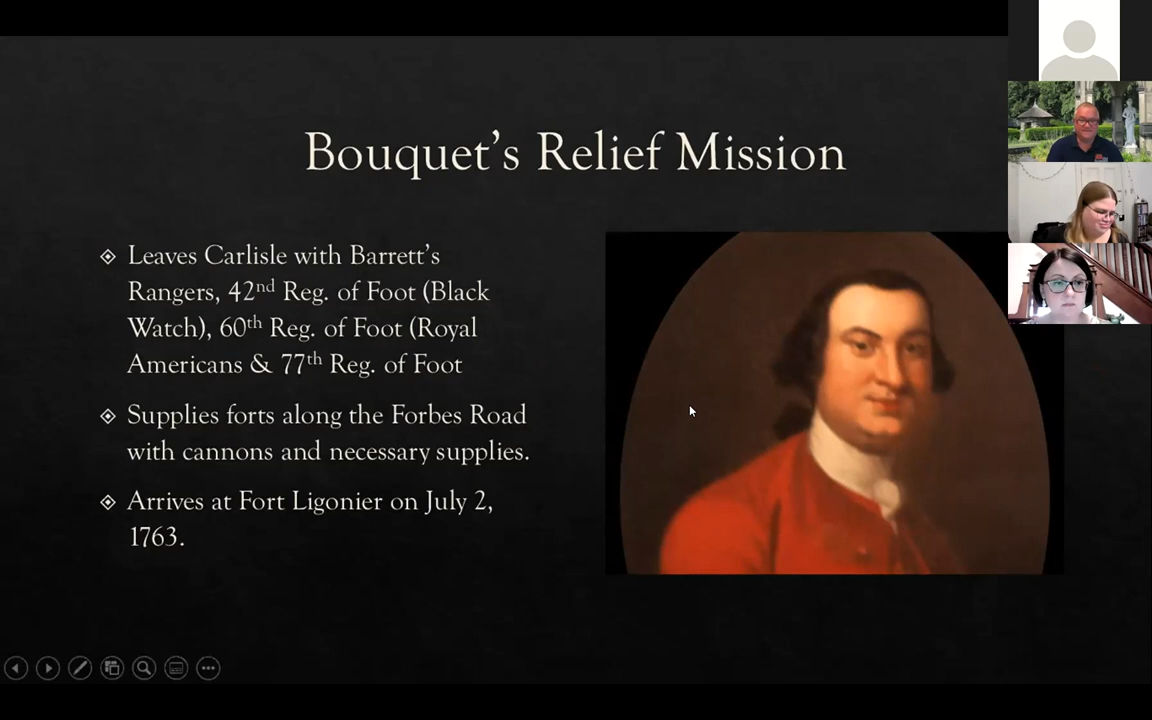 Bouquet's Relief Mission
Leaves Carlisle with Barrett's
Rangers, 42nd Reg. of Foot (Black
Watch), 60th Reg. of Foot (Royal
Americans & 77th Reg. of Foot
Supplies forts along the Forbes Road
with cannons and necessary supplies.
Arrives at Fort Ligonier on July 2,
1763.